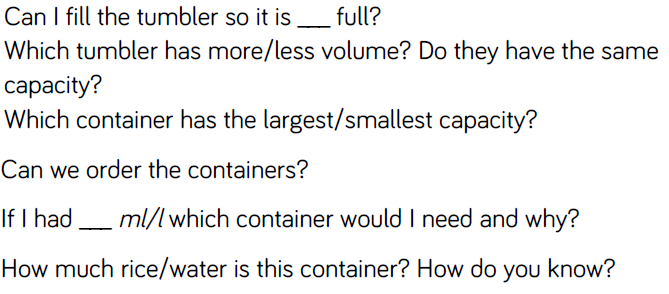 Can I fill the tumbler so it is ___ full?
Which tumbler has more/less volume? Do they have the same
capacity?
Which container has the largest/smallest capacity?
Can we order the containers?
If I had ___ ml/l which container would I need and why?
How much rice/water is this container? How do you know?